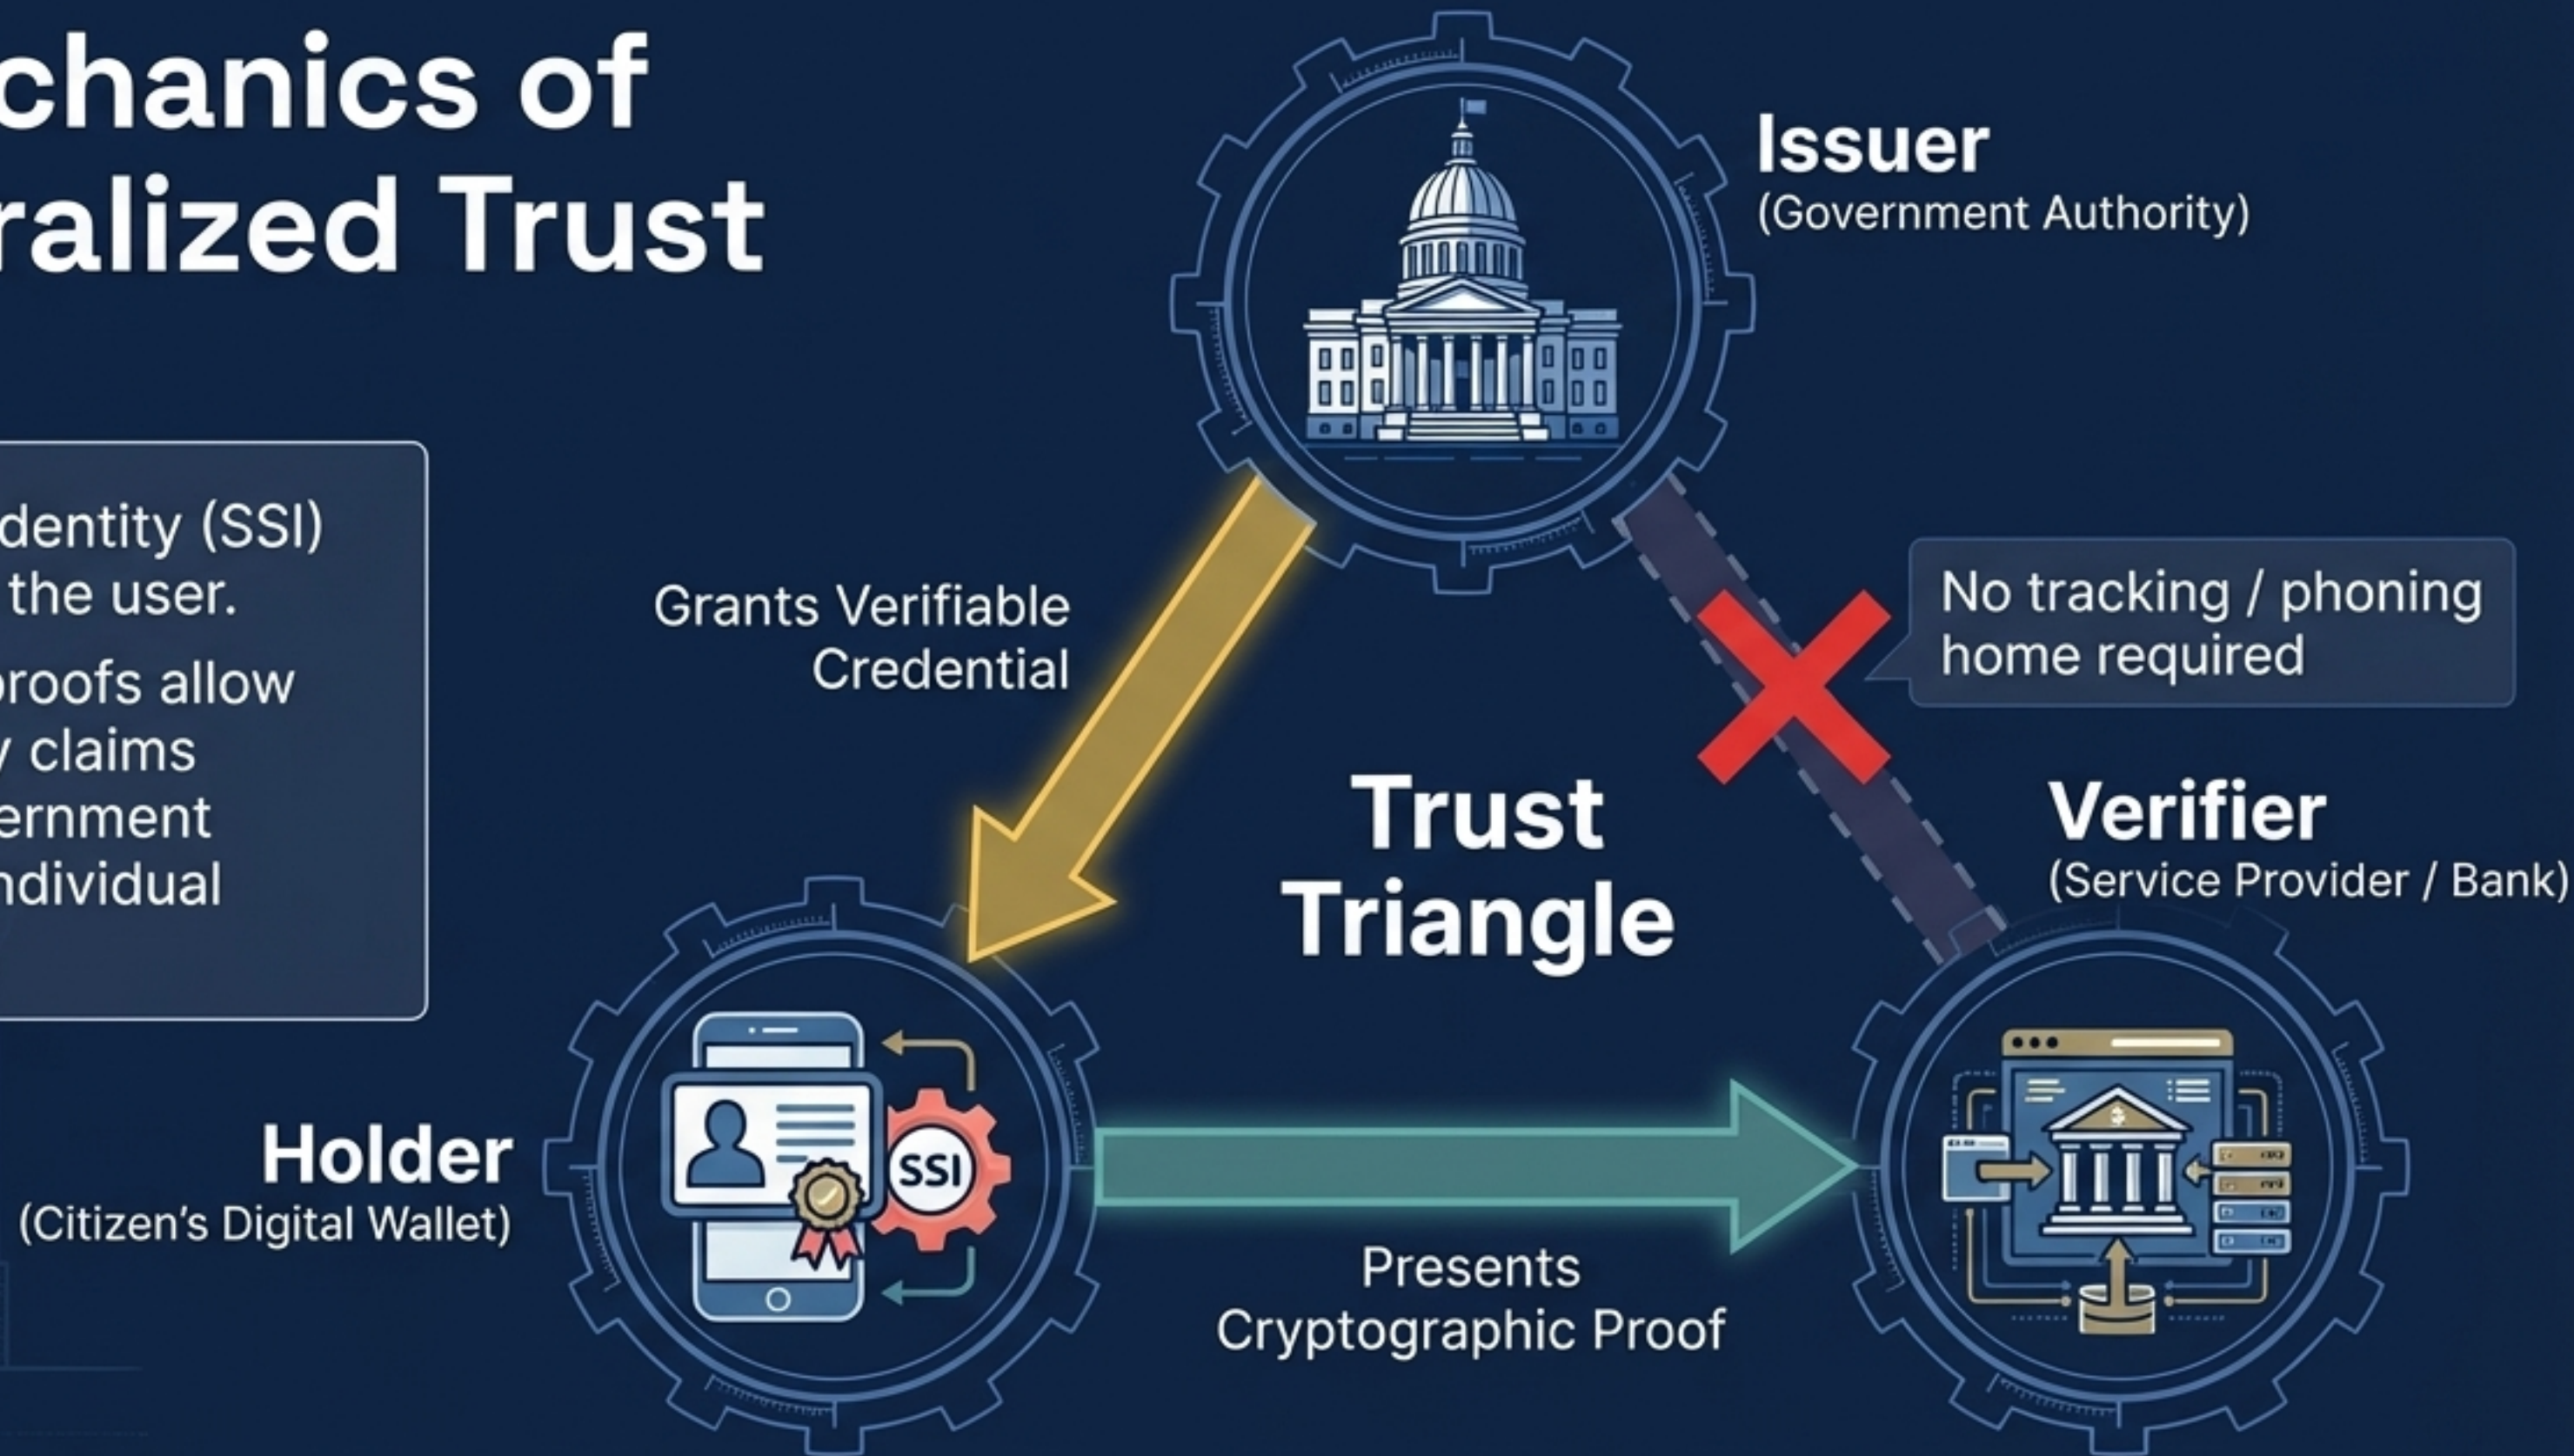 chanics of
ralized Trust
Issuer
(Government Authority)
dentity (SSI)
the user.
proofs allow
y claims
ernment
ndividual
Grants Verifiable
Credential
No tracking / phoning
home required
Trust
Triangle
Verifier
(Service Provider / Bank)
Holder
(Citizen's Digital Wallet)
SSI
$
Presents
Cryptographic Proof